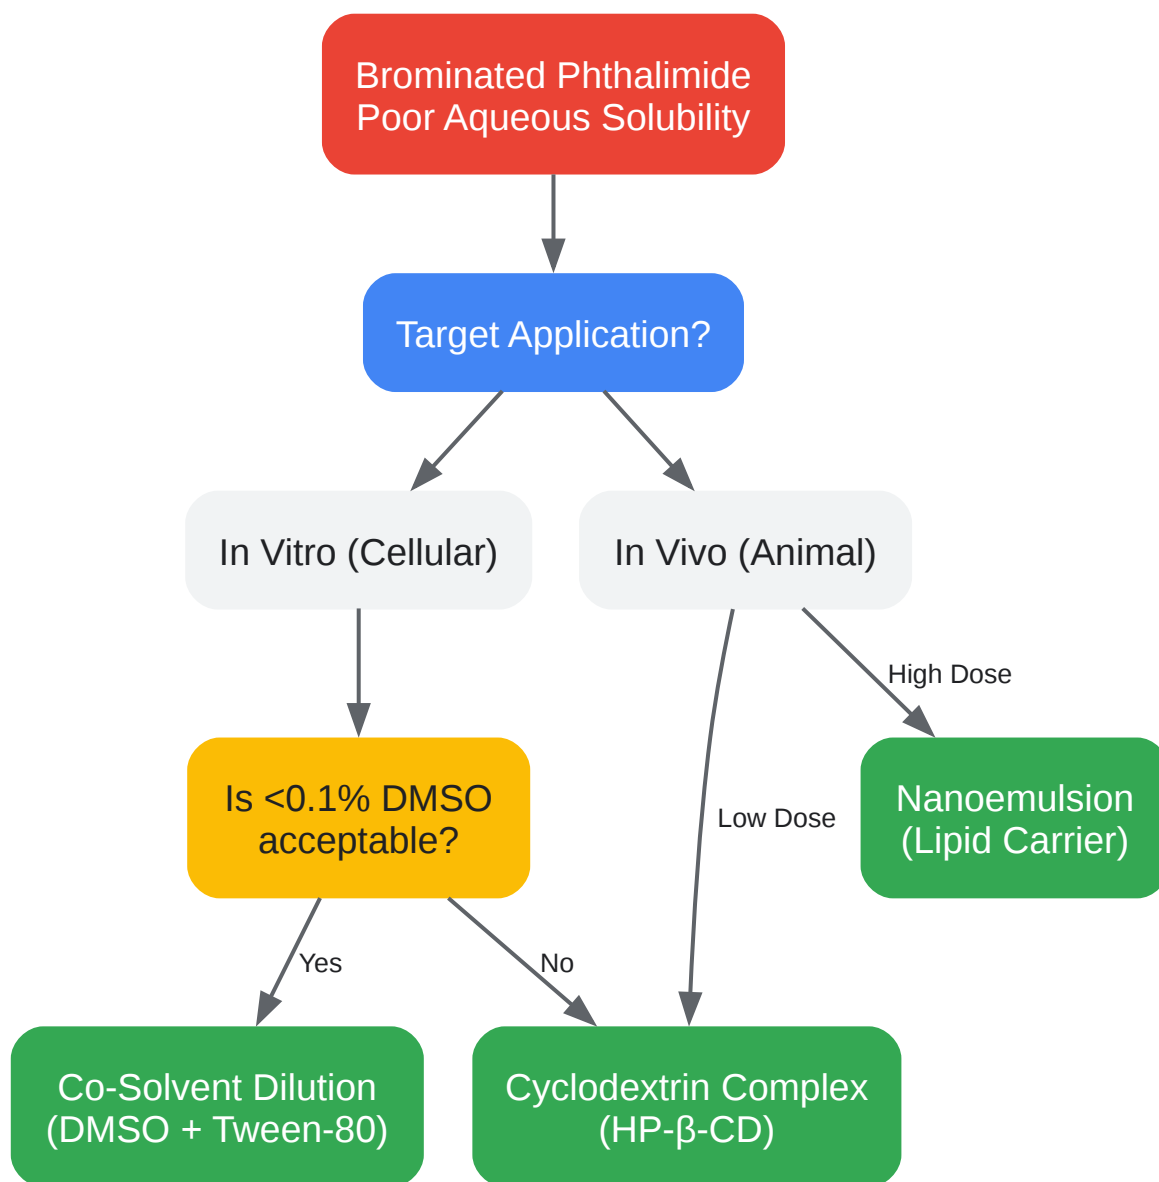 Brominated Phthalimide
Poor Aqueous Solubility
Target Application?
In Vitro (Cellular)
In Vivo (Animal)
High Dose
Is <0.1% DMSO
acceptable?
Low Dose
Nanoemulsion
(Lipid Carrier)
Yes
No
Co-Solvent Dilution
(DMSO + Tween-80)
Cyclodextrin Complex
(HP-β-CD)